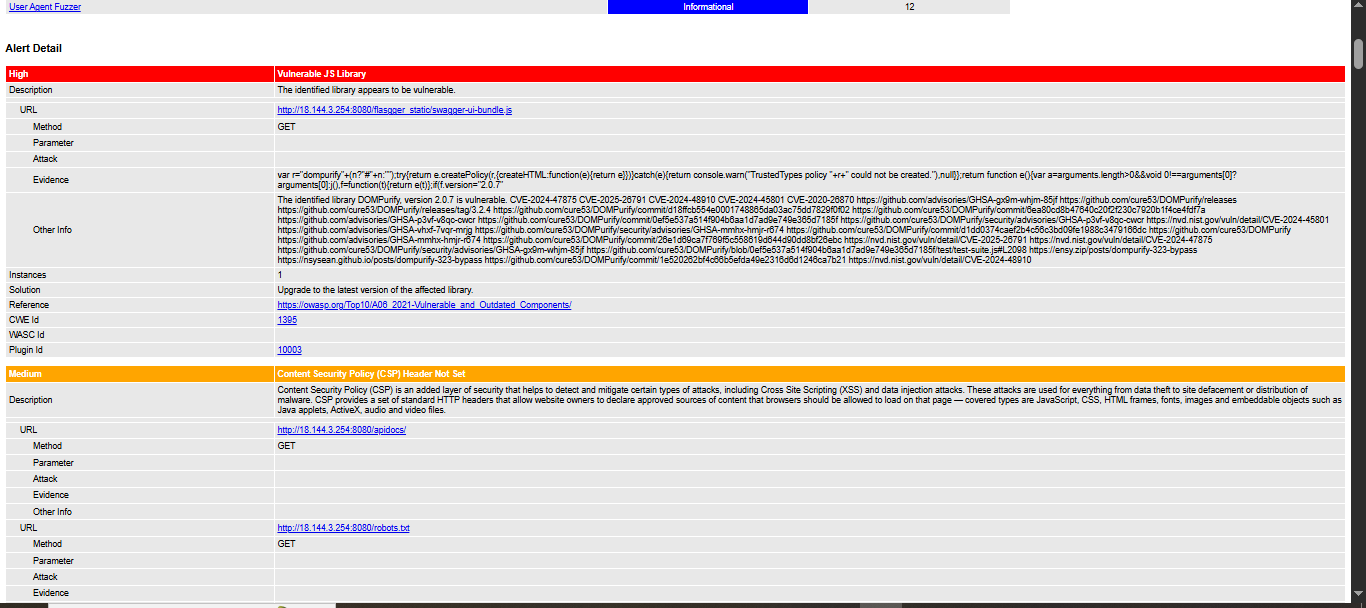 User Agent Fuzzer Informational 12
Alert Detail
High Vulnerable JS Library
Description The identified library appears to be vulnerable.
URL http://18.144.3.254:8080/flasgger_static/swagger-ui-bundle.js
Method GET
Parameter
Attack
Evidence var r="dompurify"+(n?"#"+n:"");try{return e.createPolicy(r,{createHTML:function(e){return e}})}catch(e){return console.warn("TrustedTypes policy "+r+" could not be created."),null}};return function e(){var a=arguments.length>0&&void 0!==arguments[0]?
arguments[0]:j(),f=function(t){return e(t)};if(f.version="2.0.7"
Other Info The identified library DOMPurify, version 2.0.7 is vulnerable. CVE-2024-47875 CVE-2025-26791 CVE-2024-48910 CVE-2024-45801 CVE-2020-26870 https://github.com/advisories/GHSA-gx9m-whjm-85jf https://github.com/cure53/DOMPurify/releases
https://github.com/cure53/DOMPurify/releases/tag/3.2.4 https://github.com/cure53/DOMPurify/commit/d18ffcb554e0001748865da03ac75dd7829f0f02 https://github.com/cure53/DOMPurify/commit/6ea80cd8b47640c20f2f230c7920b1f4ce4fdf7a
https://github.com/cure53/DOMPurify/commit/0ef5e537a514f904b6aa1d7ad9e749e365d7185f https://github.com/cure53/DOMPurify/security/advisories/GHSA-p3vf-v8qc-cwcr https://github.com/advisories/GHSA-p3vf-v8qc-cwcr https://nvd.nist.gov/vuln/detail/CVE-2024-45801
https://github.com/advisories/GHSA-vhxf-7vqr-mrjg https://github.com/cure53/DOMPurify/security/advisories/GHSA-mmhx-hmjr-r674 https://github.com/cure53/DOMPurify/commit/d1dd0374caef2b4c56c3bd09fe1988c3479166dc https://github.com/cure53/DOMPurify
https://github.com/advisories/GHSA-mmhx-hmjr-r674 https://github.com/cure53/DOMPurify/commit/26e1d69ca7f769f5c558619d644d90dd8bf26ebc https://nvd.nist.gov/vuln/detail/CVE-2025-26791 https://nvd.nist.gov/vuln/detail/CVE-2024-47875
https://github.com/cure53/DOMPurify/security/advisories/GHSA-gx9m-whjm-85jf https://github.com/cure53/DOMPurify/blob/0ef5e537a514f904b6aa1d7ad9e749e365d7185f/test/test-suite.js#L2098 https://ensy.zip/posts/dompurify-323-bypass
https://nsysean.github.io/posts/dompurify-323-bypass https://github.com/cure53/DOMPurify/commit/1e520262bf4c66b5efda49e2316d6d1246ca7b21 https://nvd.nist.gov/vuln/detail/CVE-2024-48910
Instances 1
Solution Upgrade to the latest version of the affected library.
Reference https://owasp.org/Top10/A06_2021-Vulnerable_and_Outdated_Components/
CWE Id 1395
WASC Id
Plugin Id 10003
Medium Content Security Policy (CSP) Header Not Set
Description Content Security Policy (CSP) is an added layer of security that helps to detect and mitigate certain types of attacks, including Cross Site Scripting (XSS) and data injection attacks. These attacks are used for everything from data theft to site defacement or distribution of
malware. CSP provides a set of standard HTTP headers that allow website owners to declare approved sources of content that browsers should be allowed to load on that page — covered types are JavaScript, CSS, HTML frames, fonts, images and embeddable objects such as
Java applets, ActiveX, audio and video files.
URL http://18.144.3.254:8080/apidocs/
Method GET
Parameter
Attack
Evidence
Other Info
URL http://18.144.3.254:8080/robots.txt
Method GET
Parameter
Attack
Evidence